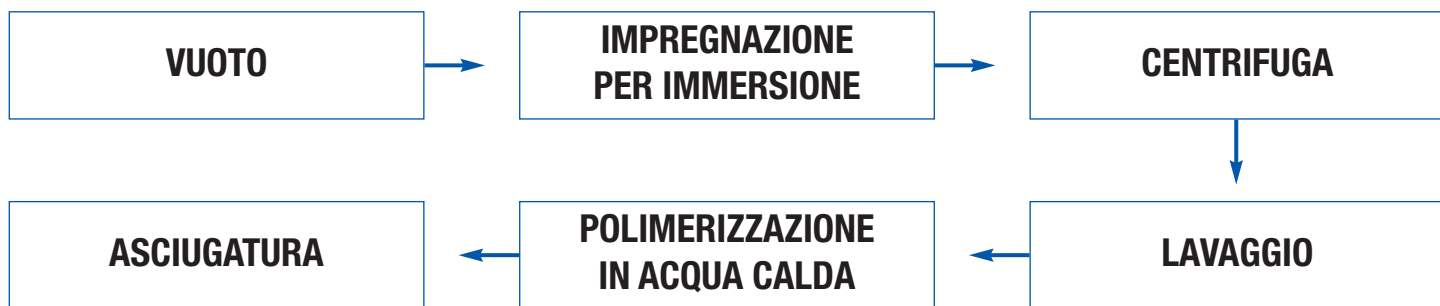 VUOTO
IMPREGNAZIONE
PER IMMERSIONE
CENTRIFUGA
LAVAGGIO
POLIMERIZZAZIONE
IN ACQUA CALDA
ASCIUGATURA